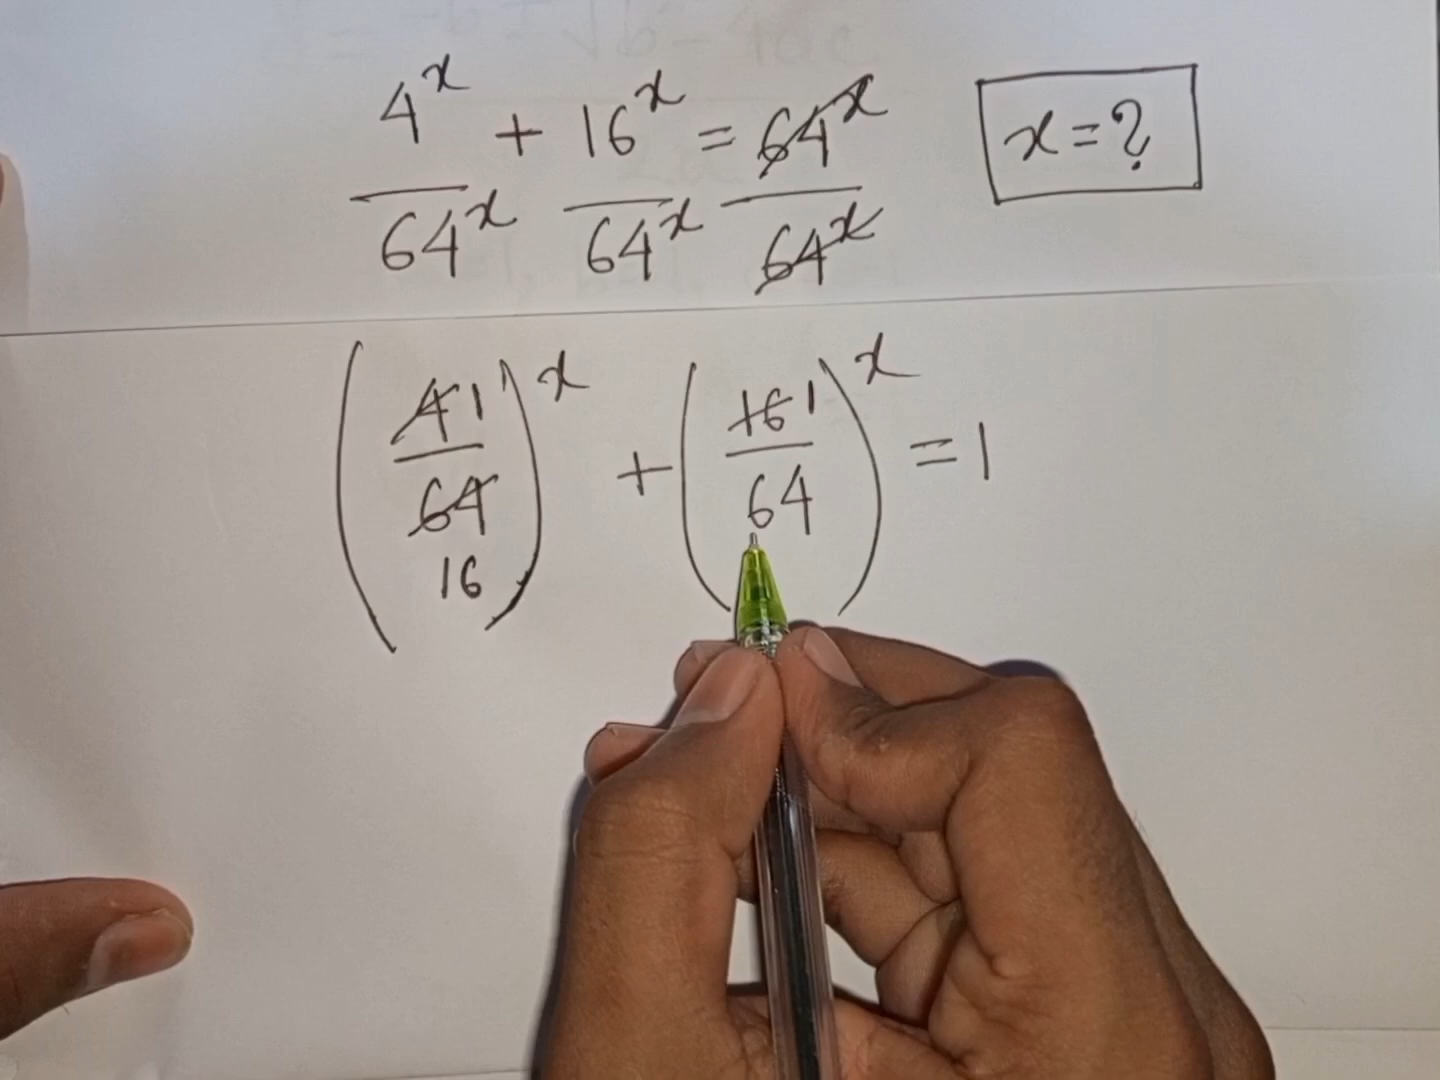 4^x + 16^x = 64^x x = ?
64^x 64^x 64^x
(4 1 / 64 16)^x + (16 1 / 64)^x = 1